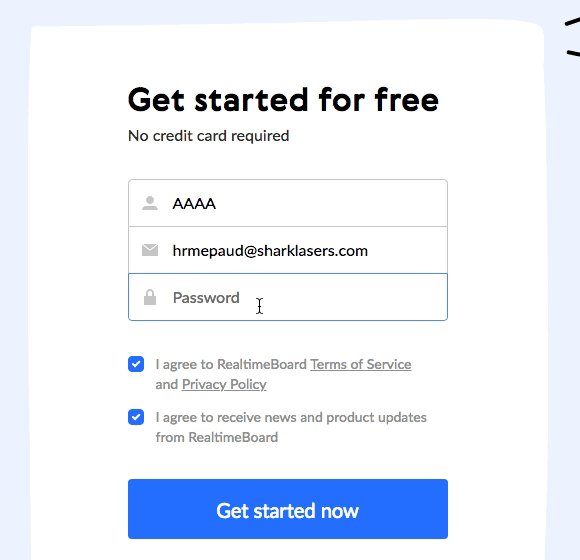 Get started for free
No credit card required
AAAA
hrmepaud@sharklasers.com
Password
I agree to RealtimeBoard Terms of Service
and Privacy Policy
I agree to receive news and product updates
from RealtimeBoard
Get started now